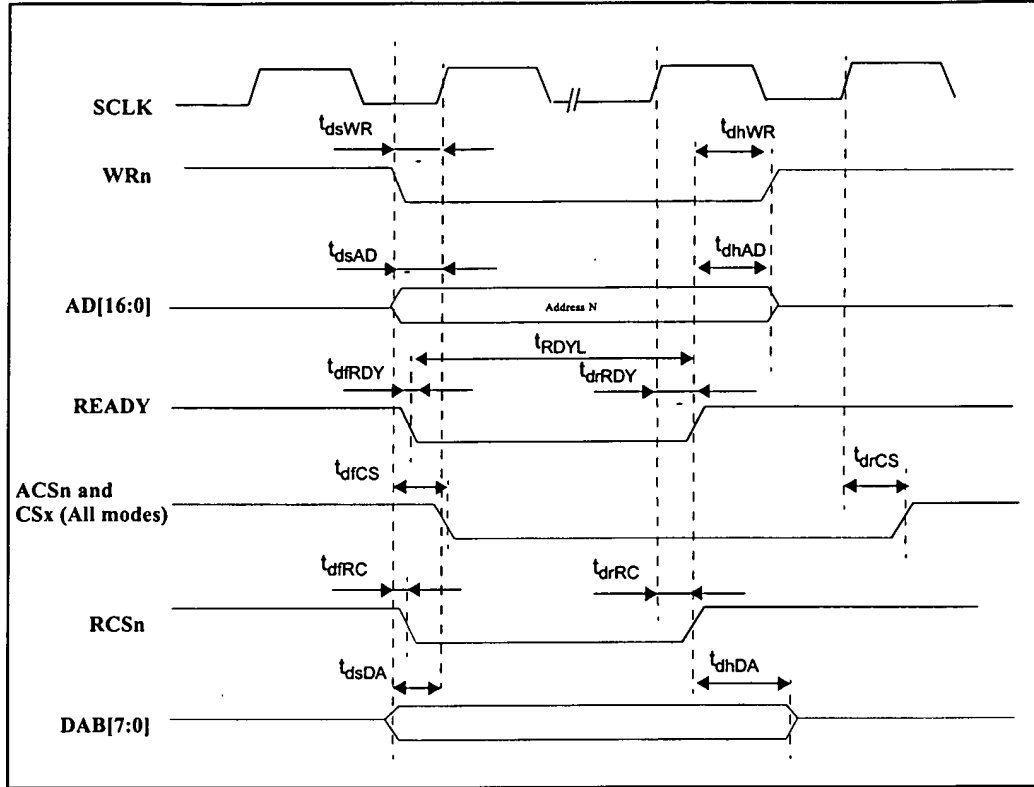 SCLK
tdsWR
tdhWR
WRn
tdsAD
tdhAD
AD[16:0]
Address N
tRDYL
tdfRDY
tdrRDY
READY
tdfCS
tdrCS
ACSn and
CSx (All modes)
tdfRC
tdrRC
RCSn
tdsDA
tdhDA
DAB[7:0]